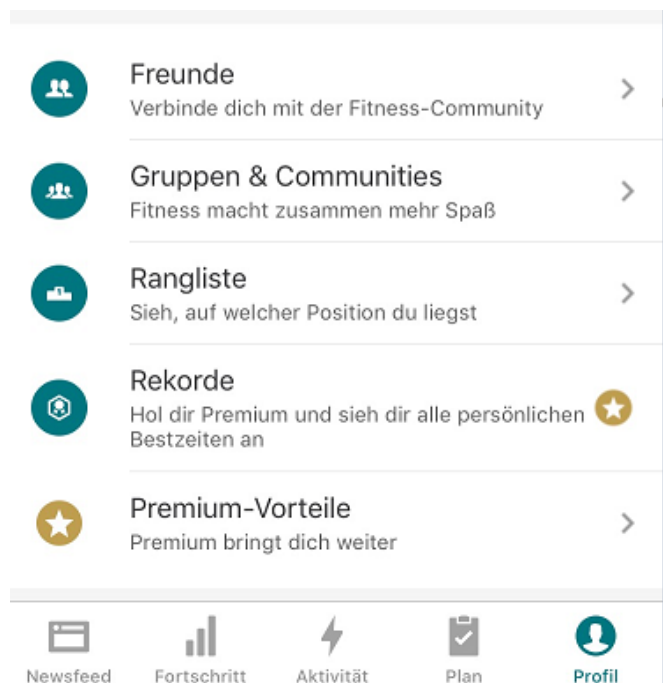 Freunde
Verbinde dich mit der Fitness-Community
Gruppen & Communities
Fitness macht zusammen mehr Spaß
Rangliste
Sieh, auf welcher Position du liegst
Rekorde
Hol dir Premium und sieh dir alle persönlichen
Bestzeiten an
Premium-Vorteile
Premium bringt dich weiter
Newsfeed Fortschritt Aktivität Plan Profil